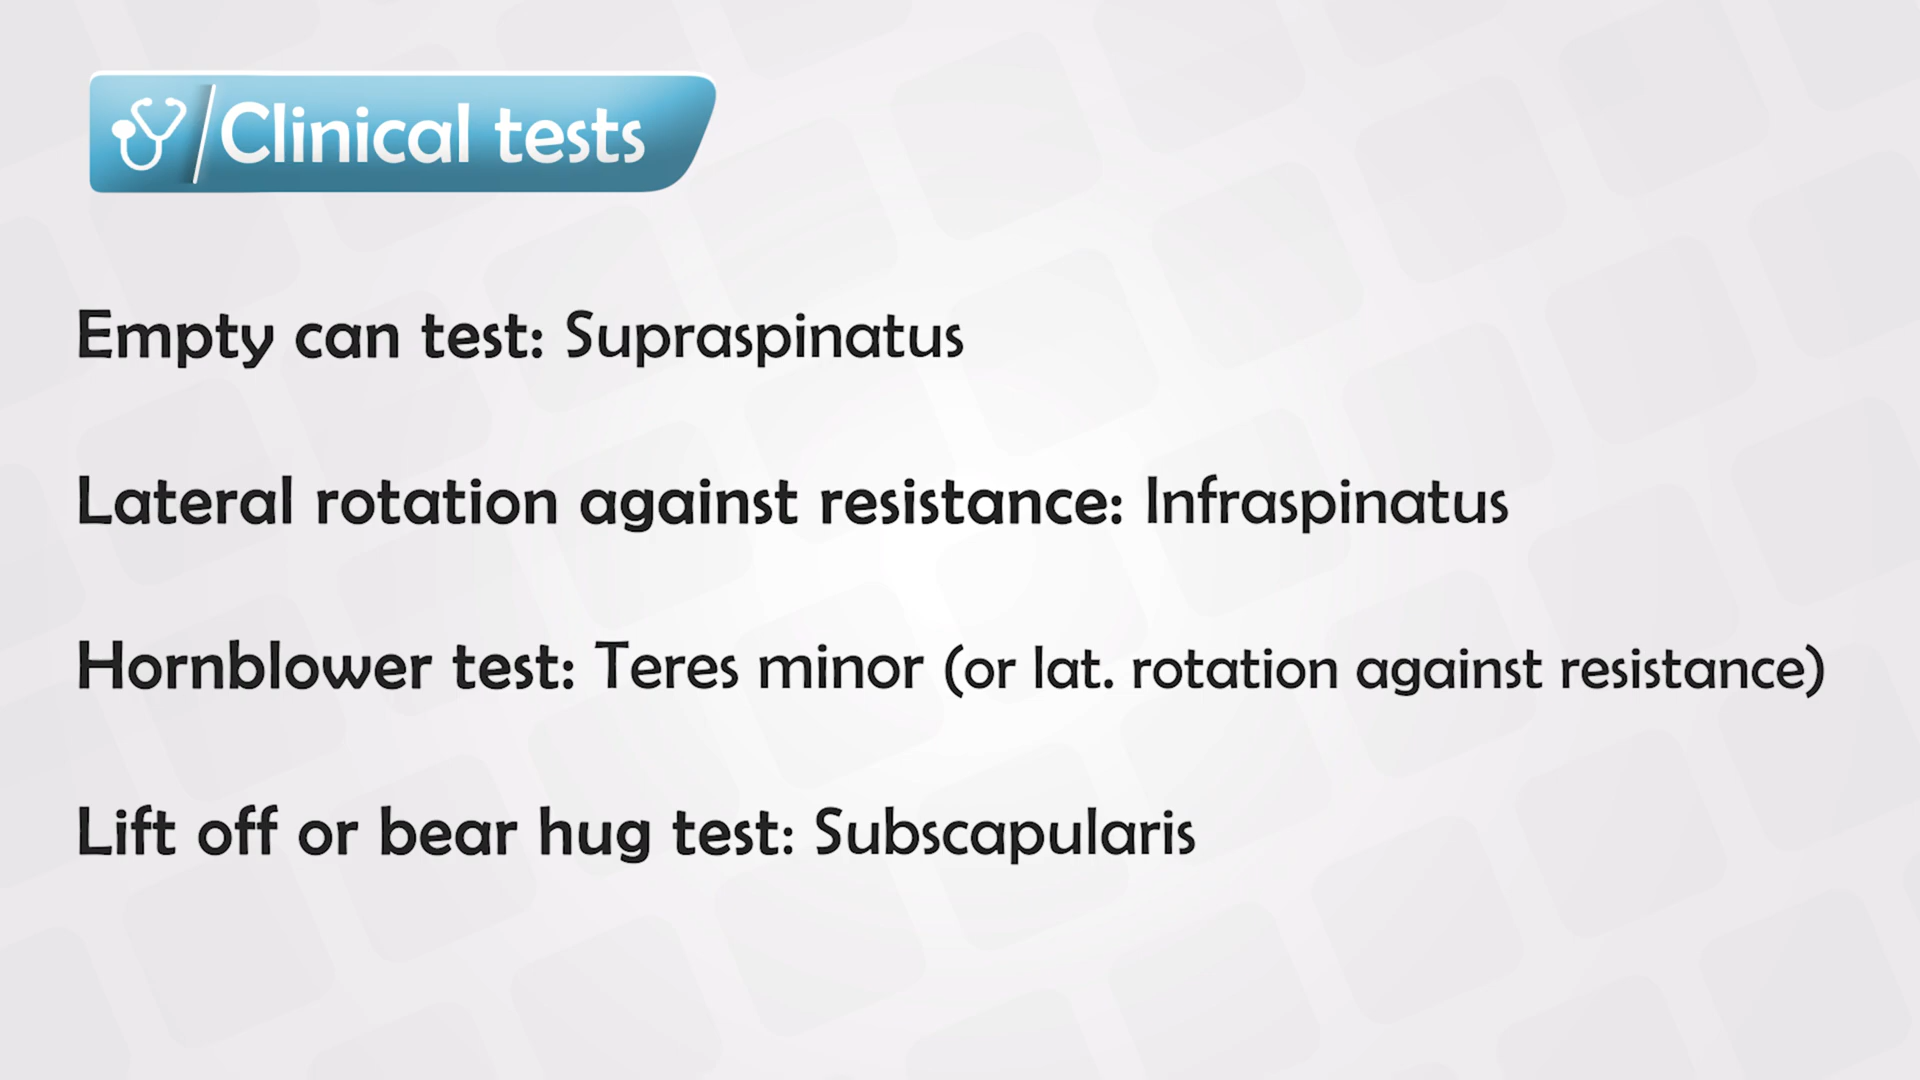 Clinical tests
Empty can test: Supraspinatus
Lateral rotation against resistance: Infraspinatus
Hornblower test: Teres minor (or lat. rotation against resistance)
Lift off or bear hug test: Subscapularis